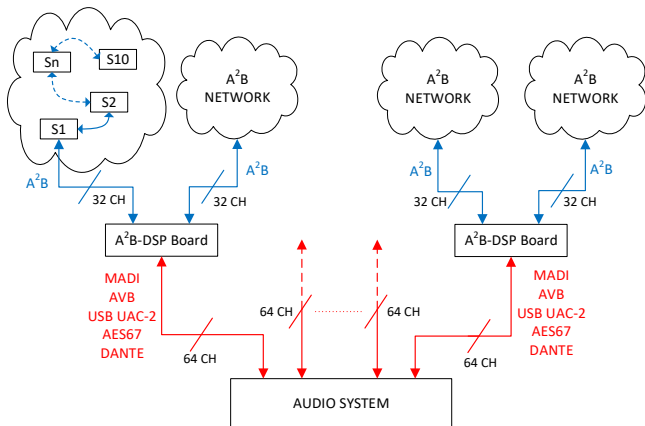 Sn
S10
S2
S1
A²B
NETWORK
A²B
NETWORK
A²B
NETWORK
A²B
32 CH
A²B
32 CH
A²B
32 CH
A²B
32 CH
A²B-DSP Board
A²B-DSP Board
MADI
AVB
USB UAC-2
AES67
DANTE
64 CH
64 CH
64 CH
64 CH
MADI
AVB
USB UAC-2
AES67
DANTE
AUDIO SYSTEM